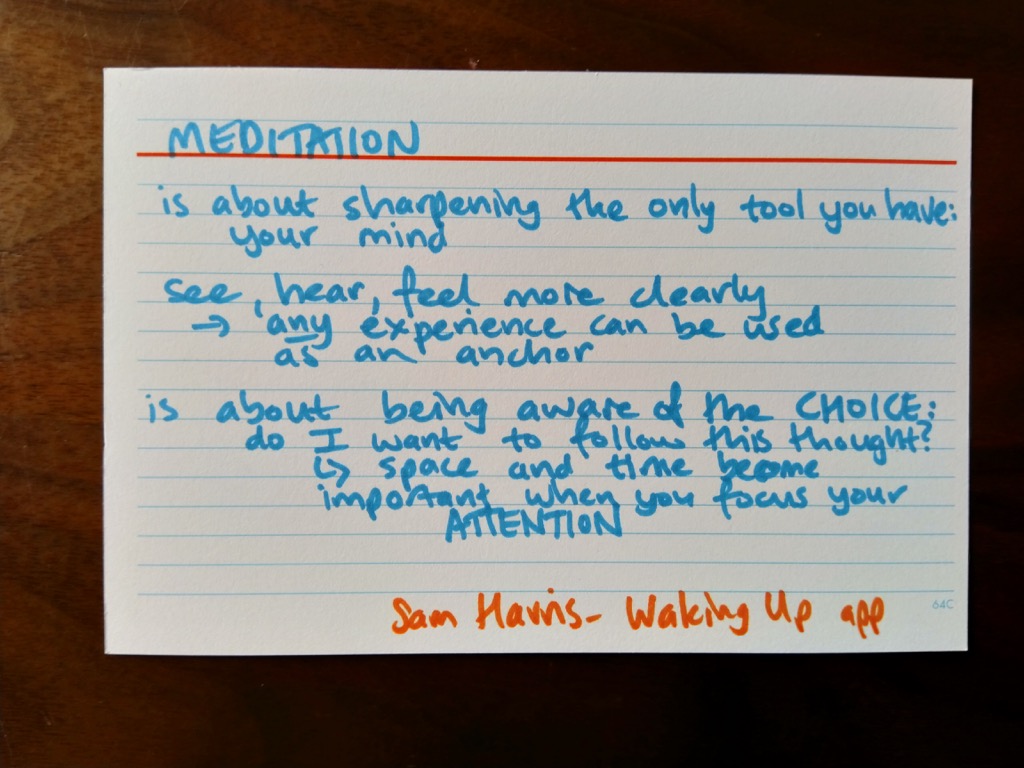 MEDITATION
is about sharpening the only tool you have:
your mind
see, hear, feel more clearly
→ any experience can be used
as an anchor
is about being aware of the CHOICE:
do I want to follow this thought?
↳ space and time become
important when you focus your
ATTENTION
Sam Harris - Waking Up app
64C